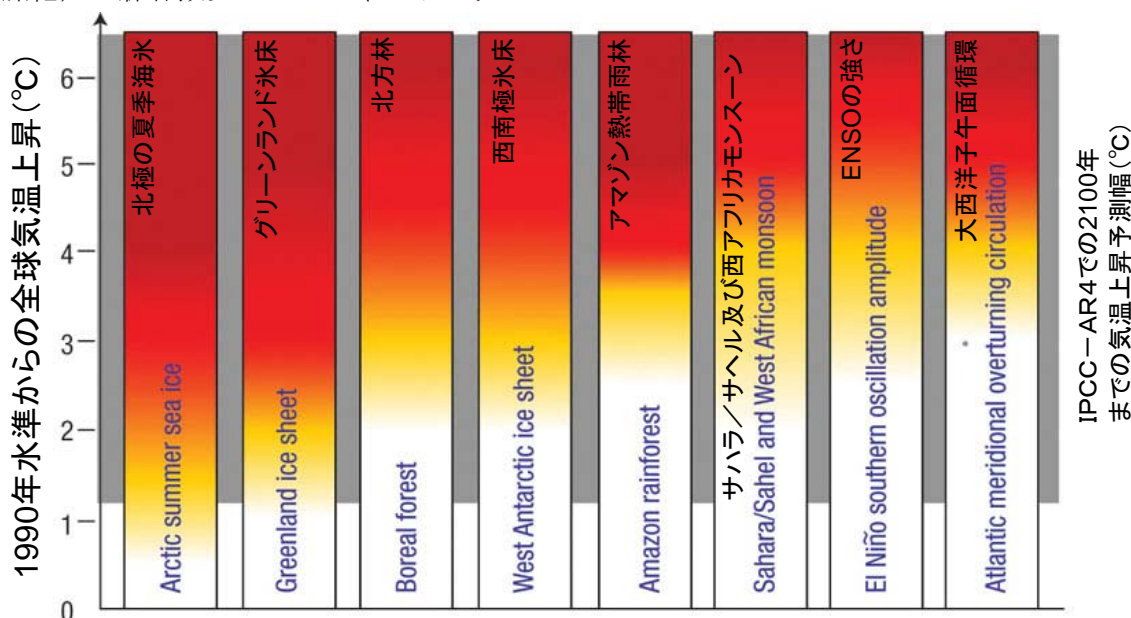 1990年水準からの全球気温上昇(℃)
6
5
4
3
2
1
0
北極の夏季海氷
Arctic summer sea ice
グリーンランド氷床
Greenland ice sheet
北方林
Boreal forest
西南極氷床
West Antarctic ice sheet
アマゾン熱帯雨林
Amazon rainforest
サハラ/サヘル及び西アフリカモンスーン
Sahara/Sahel and West African monsoon
ENSOの強さ
El Niño southern oscillation amplitude
大西洋子午面循環
Atlantic meridional overturning circulation
IPCC-AR4での2100年
までの気温上昇予測幅(℃)